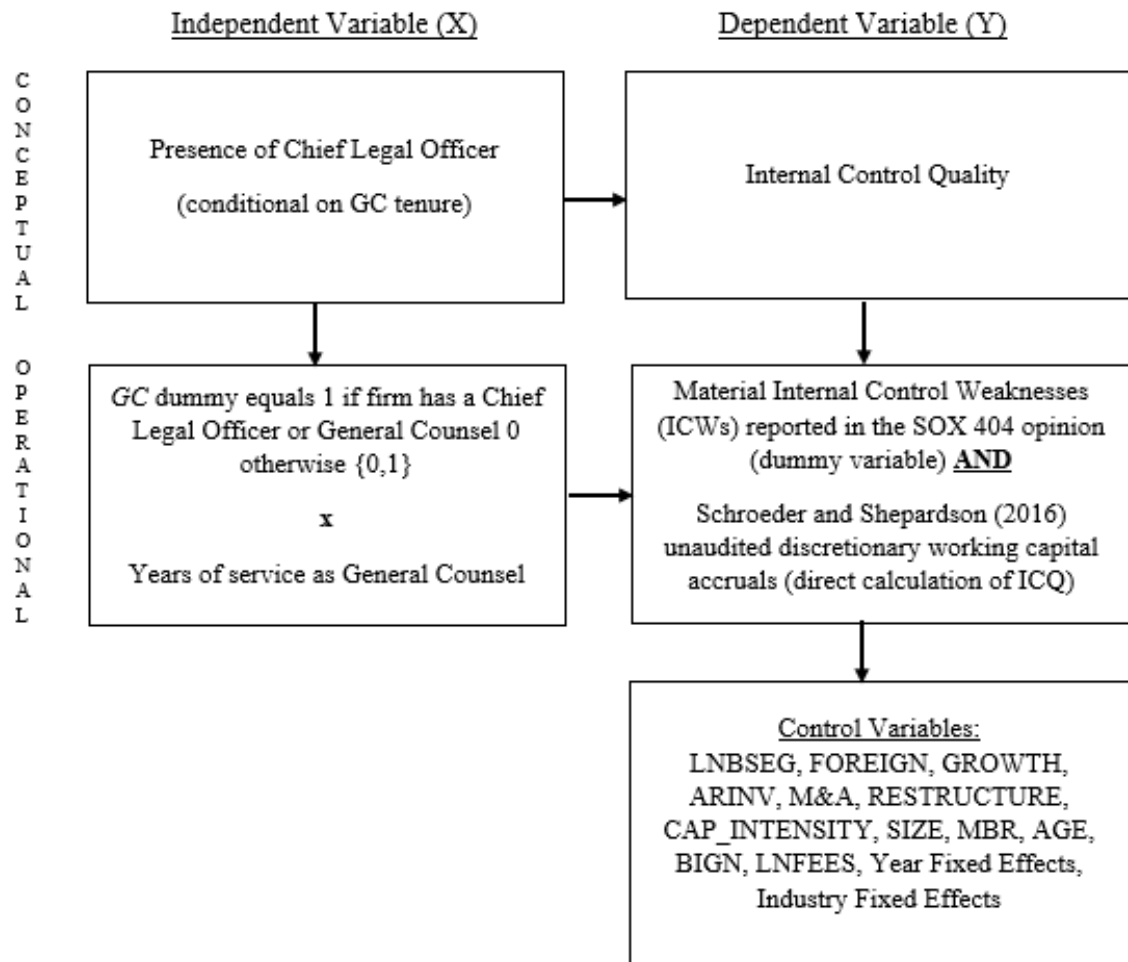 Independent Variable (X)
Dependent Variable (Y)
CONCEPTUAL
Presence of Chief Legal Officer
(conditional on GC tenure)
Internal Control Quality
OPERATIONAL
GC dummy equals 1 if firm has a Chief
Legal Officer or General Counsel 0
otherwise {0,1}
x
Years of service as General Counsel
Material Internal Control Weaknesses
(ICWs) reported in the SOX 404 opinion
(dummy variable) AND
Schroeder and Shepardson (2016)
unaudited discretionary working capital
accruals (direct calculation of ICQ)
Control Variables:
LNBSEG, FOREIGN, GROWTH,
ARINV, M&A, RESTRUCTURE,
CAP_INTENSITY, SIZE, MBR, AGE,
BIGN, LNFEES, Year Fixed Effects,
Industry Fixed Effects